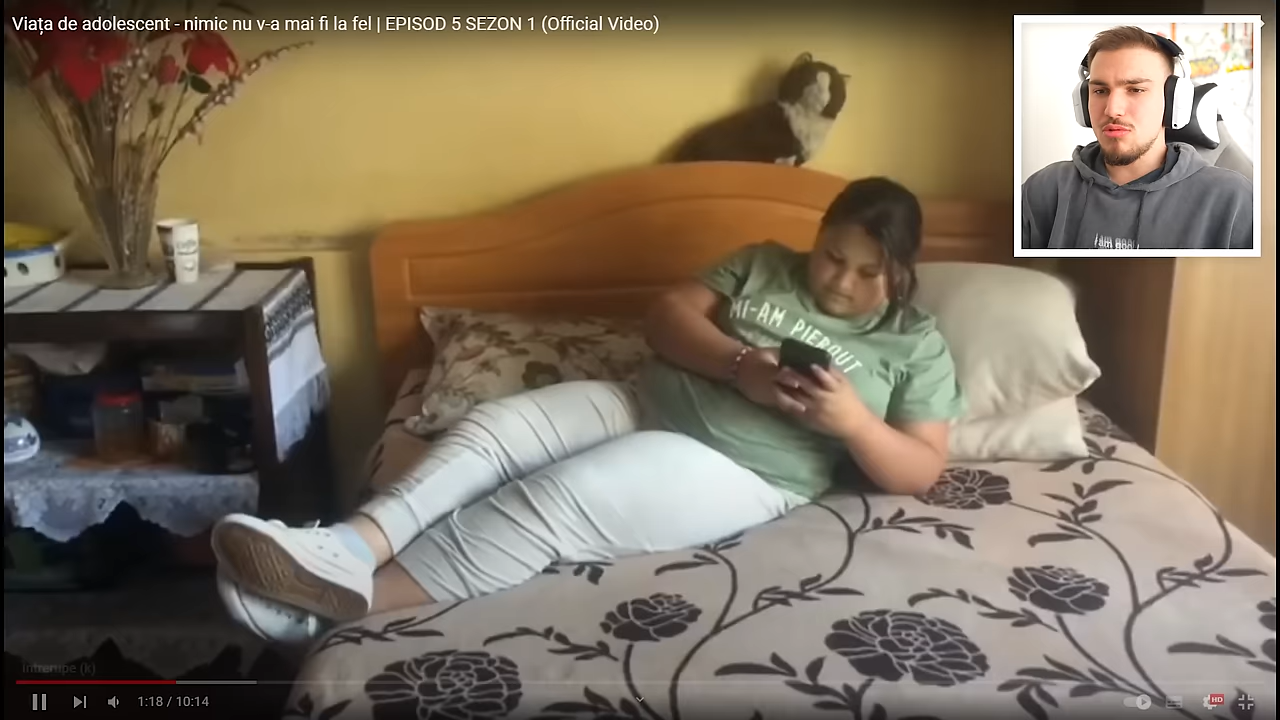 Viața de adolescent - nimic nu v-a mai fi la fel | EPISOD 5 SEZON 1 (Official Video)
MI-AM PIERDUT
Întrerupe (k)
1:18 / 10:14
HD